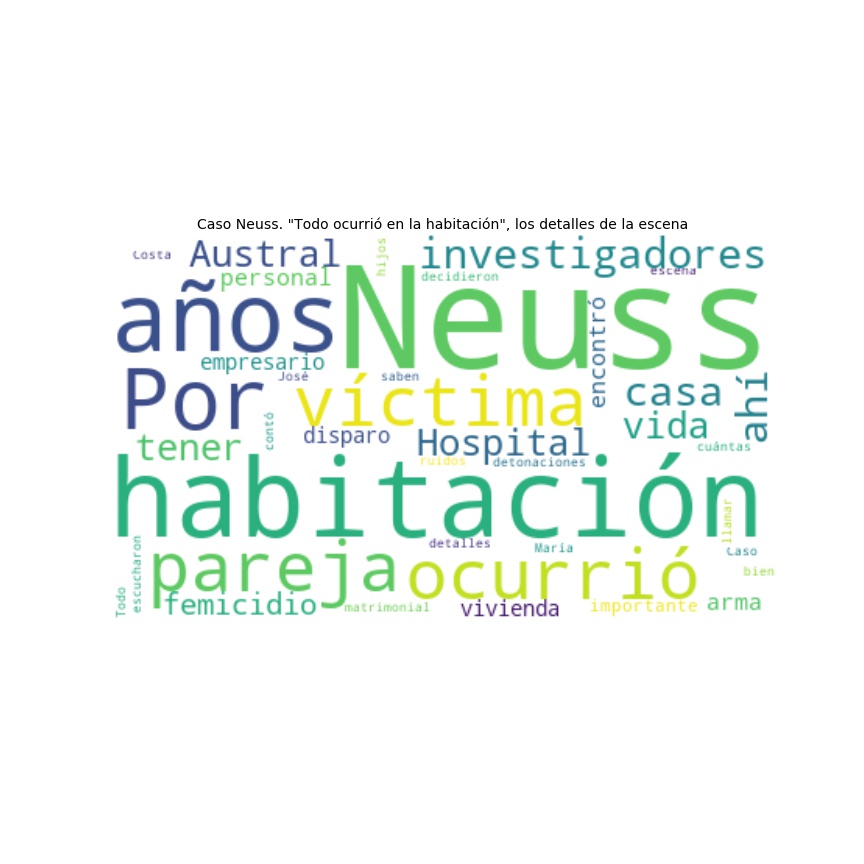 Caso Neuss. "Todo ocurrió en la habitación", los detalles de la escena
Costa
Austral
hijos
investigadores
personal
decidieron
escena
años
Neuss
encontró
empresario
José
saben
Por
víctima
casa
ahí
vida
tener
contó
disparo
Hospital
cuántas
ruidos
detonaciones
habitación
llamar
detalles
María
Caso
escucharon
pareja
ocurrió
bien
Todo
femicidio
matrimonial
vivienda
importante
arma